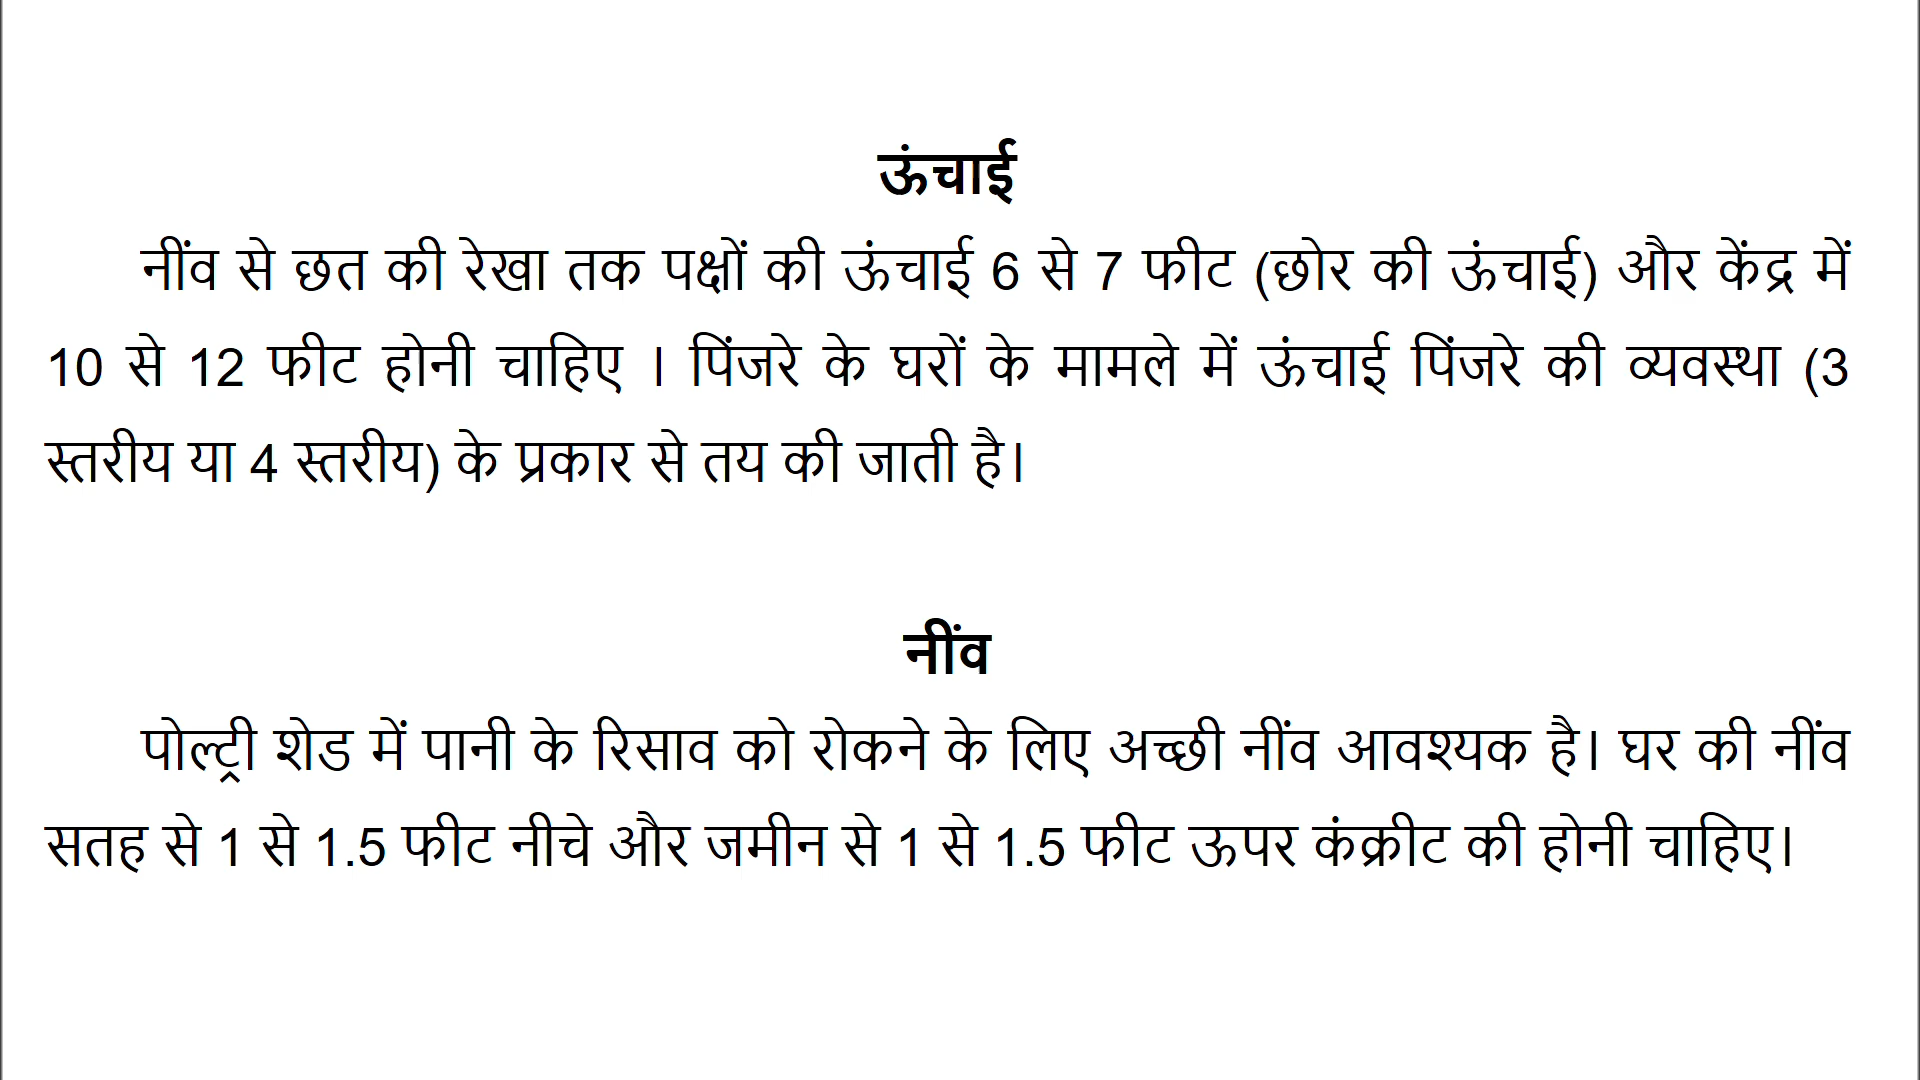 ऊंचाई
नींव से छत की रेखा तक पक्षों की ऊंचाई 6 से 7 फीट (छोर की ऊंचाई) और केंद्र में
10 से 12 फीट होनी चाहिए । पिंजरे के घरों के मामले में ऊंचाई पिंजरे की व्यवस्था (3
स्तरीय या 4 स्तरीय) के प्रकार से तय की जाती है।
नींव
पोल्ट्री शेड में पानी के रिसाव को रोकने के लिए अच्छी नींव आवश्यक है। घर की नींव
सतह से 1 से 1.5 फीट नीचे और जमीन से 1 से 1.5 फीट ऊपर कंक्रीट की होनी चाहिए।